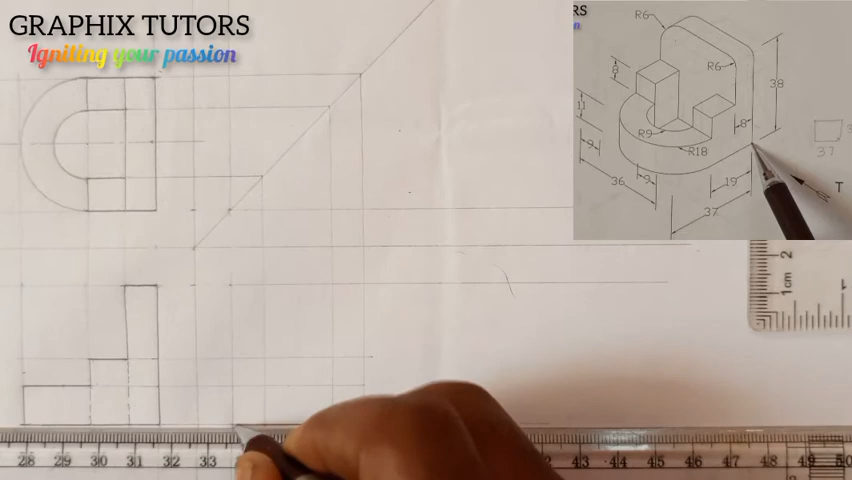 GRAPHIX TUTORS
Igniting your passion
RS
n
R6
R6
8
38
11
R9
8
9
R18
36
9
19
37
37
T
2
1cm
28 29 30 31 32 33 43 44 45 46 47 48 49 50